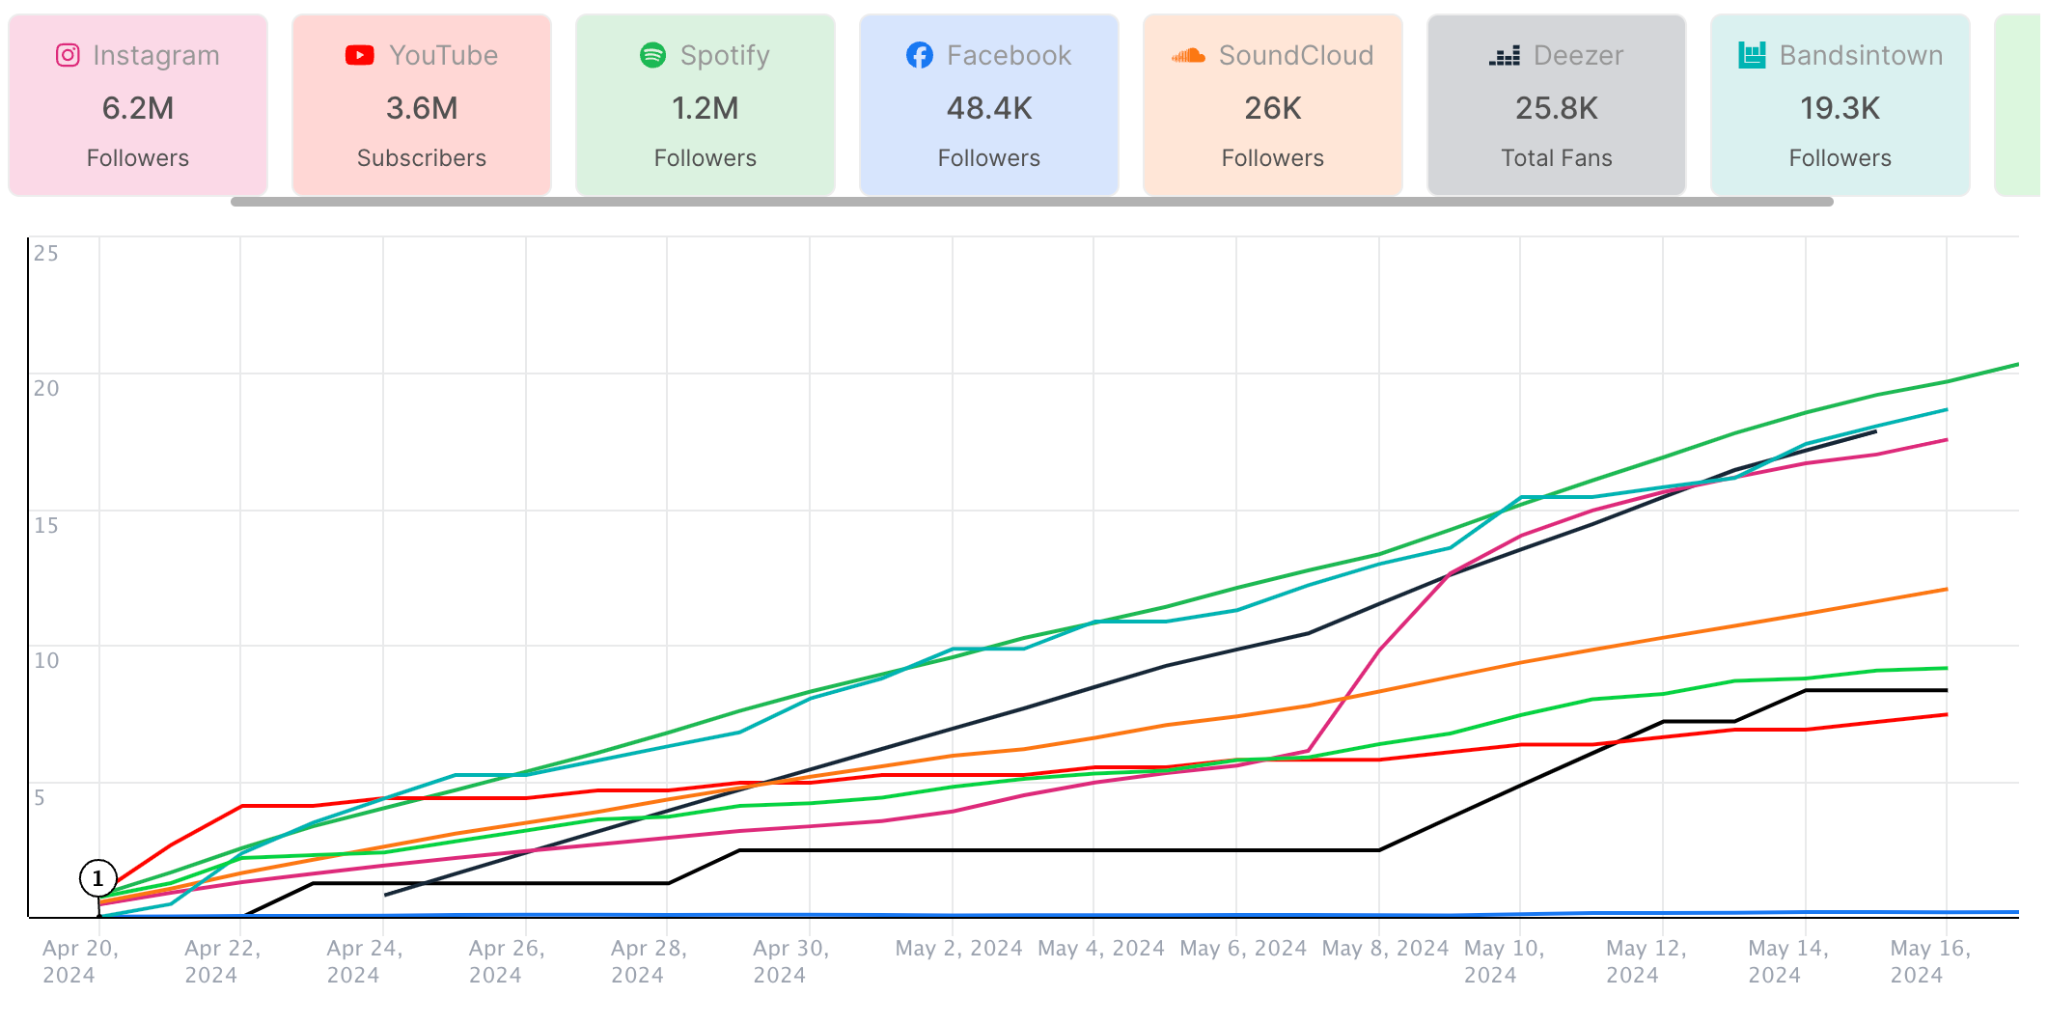 Instagram
6.2M
Followers
YouTube
3.6M
Subscribers
Spotify
1.2M
Followers
Facebook
48.4K
Followers
SoundCloud
26K
Followers
Deezer
25.8K
Total Fans
Bandsintown
19.3K
Followers
25
20
15
10
5
1
Apr 20, 2024
Apr 22, 2024
Apr 24, 2024
Apr 26, 2024
Apr 28, 2024
Apr 30, 2024
May 2, 2024
May 4, 2024
May 6, 2024
May 8, 2024
May 10, 2024
May 12, 2024
May 14, 2024
May 16, 2024